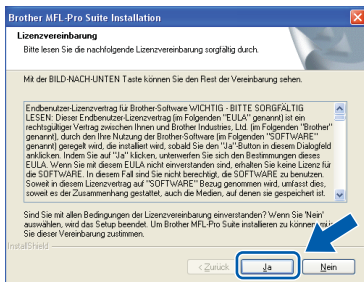 Brother MFL-Pro Suite Installation
Lizenzvereinbarung
Bitte lesen Sie die nachfolgende Lizenzvereinbarung sorgfältig durch.
Mit der BILD-NACH-UNTEN Taste können Sie den Rest der Vereinbarung sehen.
Endbenutzer-Lizenzvertrag für Brother-Software WICHTIG - BITTE SORGFÄLTIG
LESEN: Dieser Endbenutzer-Lizenzvertrag (im Folgenden "EULA" genannt) ist ein
rechtsgültiger Vertrag zwischen Ihnen und Brother Industries, Ltd. (im Folgenden "Brother"
genannt), durch den Ihre Nutzung der Brother-Software (im Folgenden "SOFTWARE"
genannt) geregelt wird, die installiert wird, sobald Sie den "Ja"-Button in diesem Dialogfeld
anklicken. Indem Sie auf "Ja" klicken, unterwerfen Sie sich den Bestimmungen dieses
EULA. Wenn Sie mit diesem EULA nicht einverstanden sind, erhalten Sie keine Lizenz für
die SOFTWARE. In diesem Fall sind Sie nicht berechtigt, die SOFTWARE zu benutzen.
Soweit in diesem Lizenzvertrag auf "SOFTWARE" Bezug genommen wird, umfasst dies,
soweit es der Zusammenhang gestattet, auch die Medien, auf denen sie gespeichert ist.
Sind Sie mit allen Bedingungen der Lizenzvereinbarung einverstanden? Wenn Sie 'Nein'
auswählen, wird das Setup beendet. Um Brother MFL-Pro Suite installieren zu können,
Sie dieser Vereinbarung zustimmen.
InstallShield
< Zurück Ja Nein